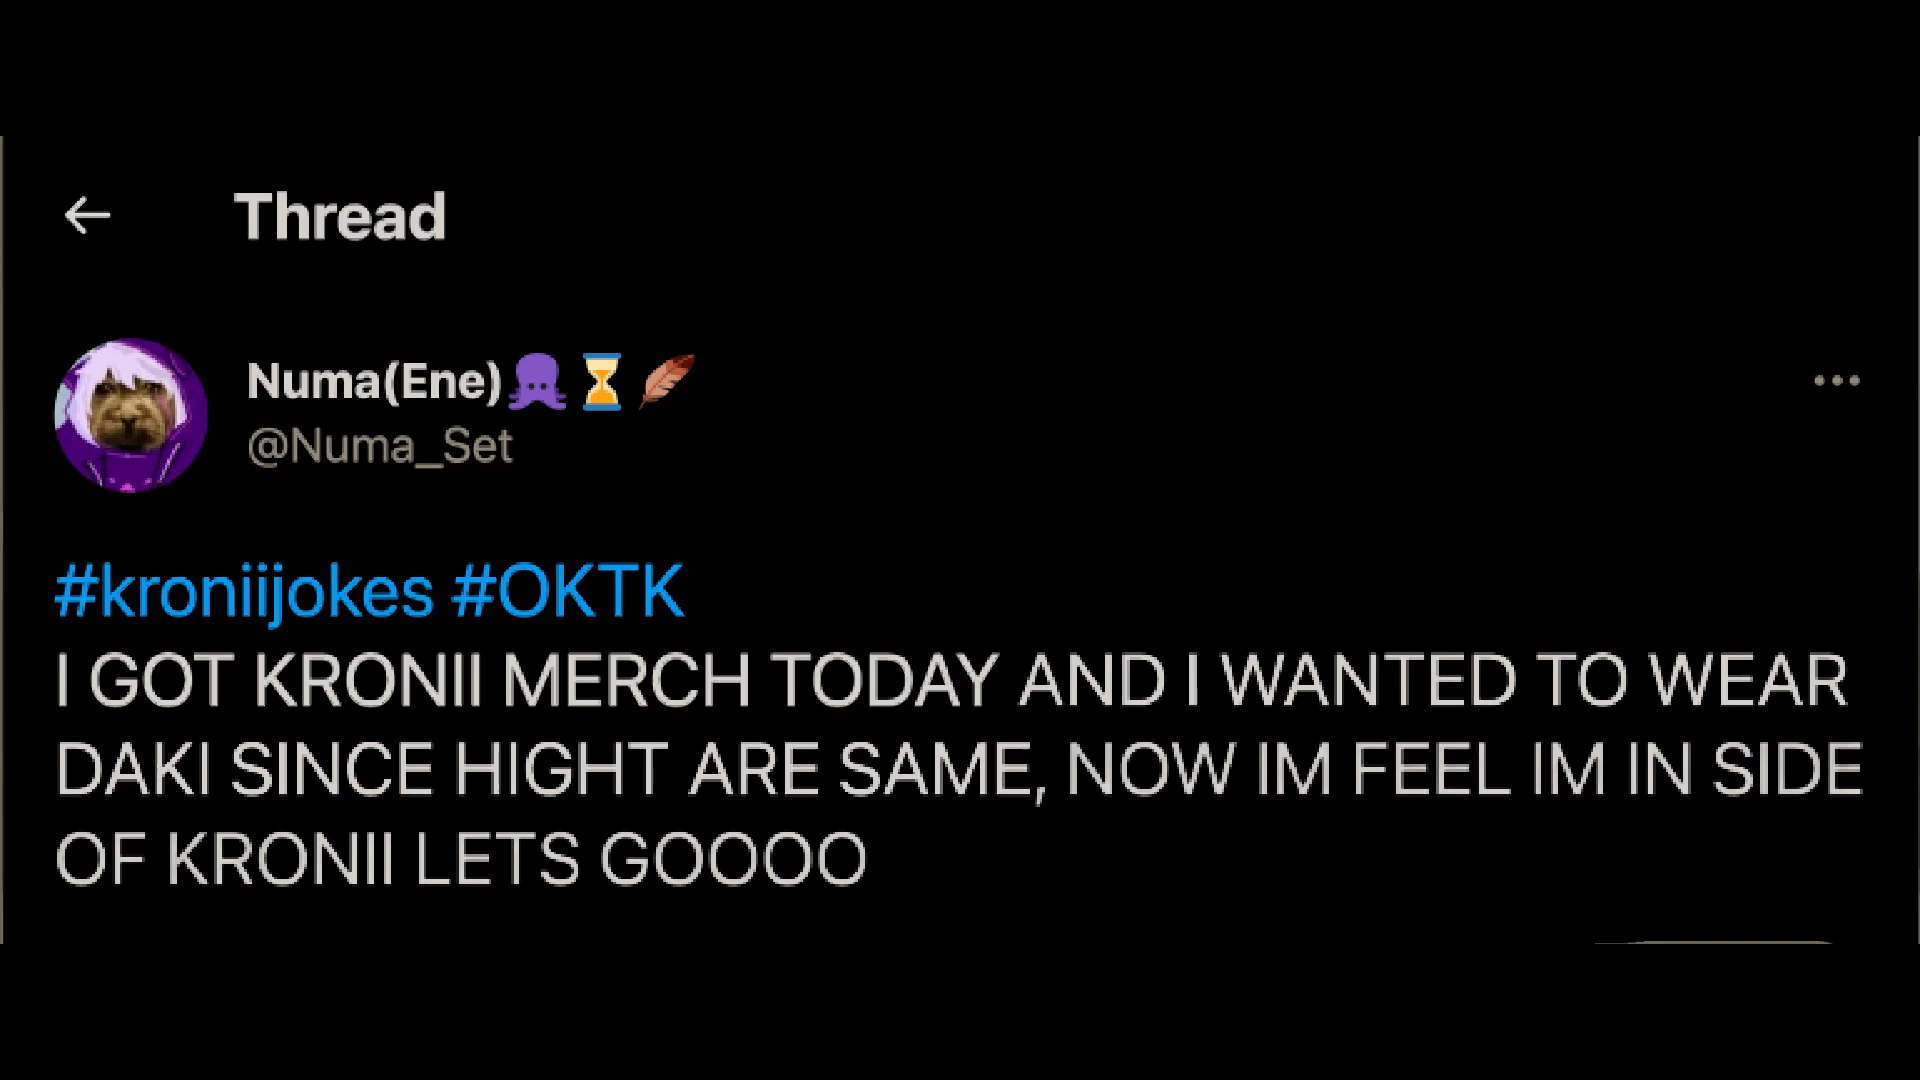 Thread
Numa(Ene)🐙⏳🪶
@Numa_Set
#kroniijokes #OKTK
I GOT KRONII MERCH TODAY AND I WANTED TO WEAR
DAKI SINCE HIGHT ARE SAME, NOW IM FEEL IM IN SIDE
OF KRONII LETS GOOOO